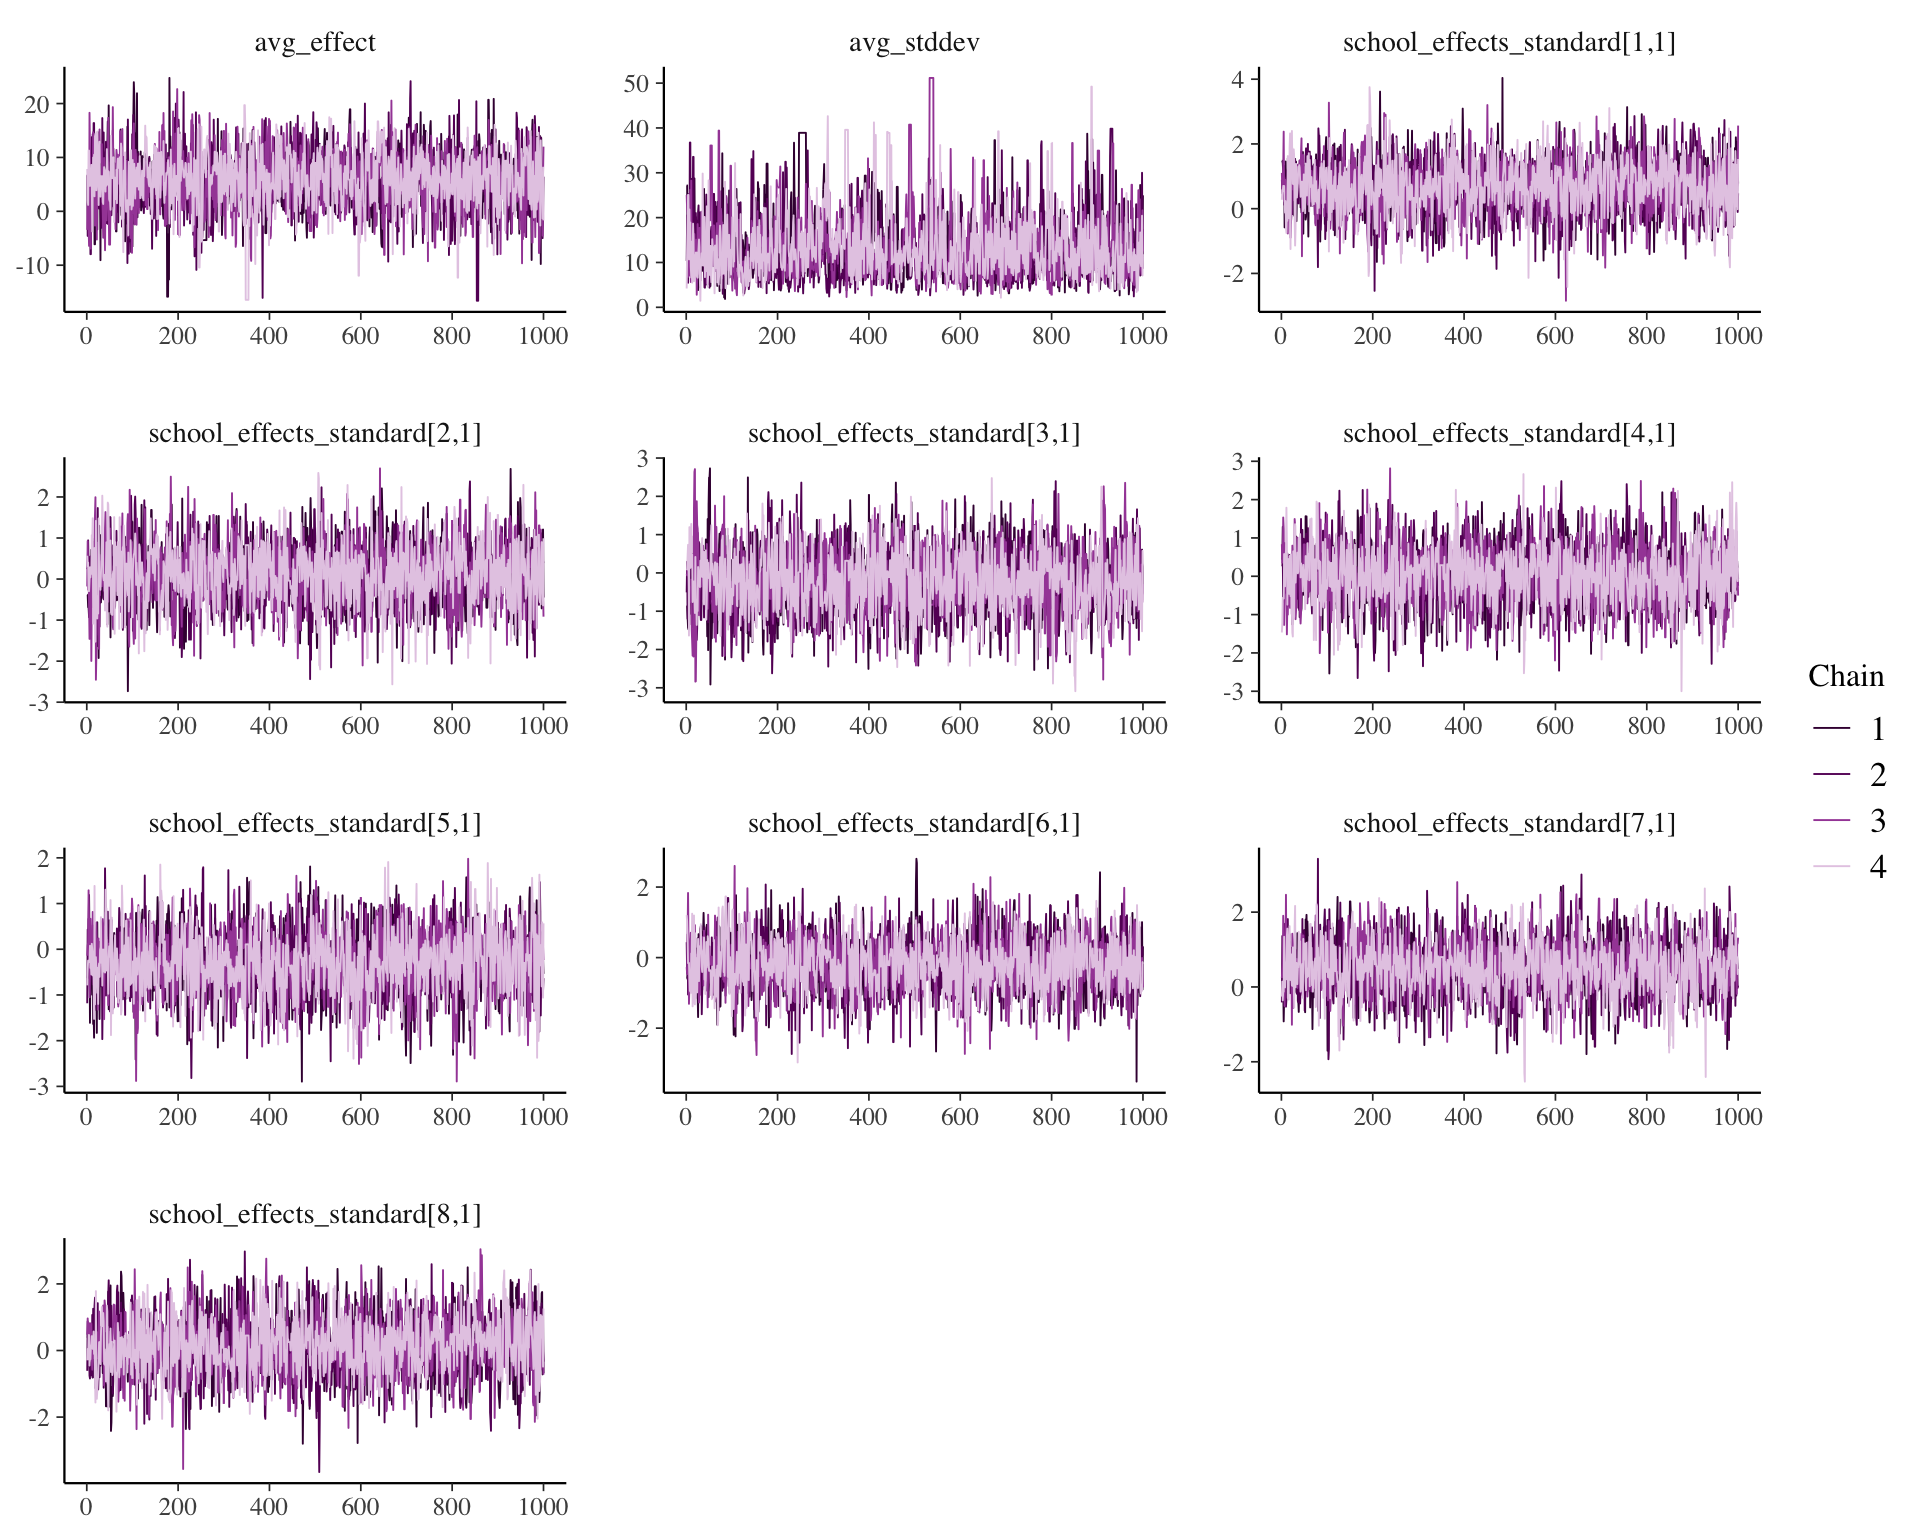 avg_effect
20
10
0
-10
0 200 400 600 800 1000
avg_stddev
50
40
30
20
10
0
0 200 400 600 800 1000
school_effects_standard[1,1]
4
2
0
-2
0 200 400 600 800 1000
school_effects_standard[2,1]
2
1
0
-1
-2
-3
0 200 400 600 800 1000
school_effects_standard[3,1]
3
2
1
0
-1
-2
-3
0 200 400 600 800 1000
school_effects_standard[4,1]
3
2
1
0
-1
-2
-3
0 200 400 600 800 1000
school_effects_standard[5,1]
2
1
0
-1
-2
-3
0 200 400 600 800 1000
school_effects_standard[6,1]
2
0
-2
0 200 400 600 800 1000
school_effects_standard[7,1]
2
0
-2
0 200 400 600 800 1000
school_effects_standard[8,1]
2
0
-2
0 200 400 600 800 1000
Chain
1
2
3
4